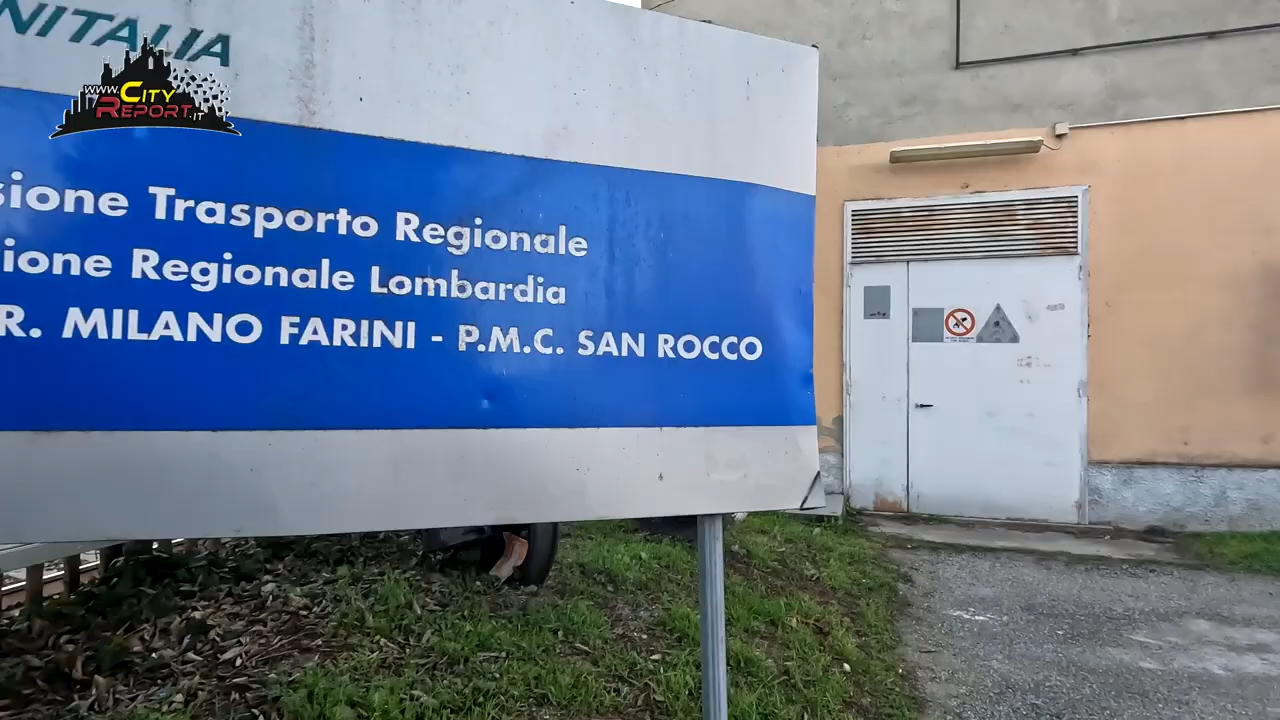 NITALIA
www.CITY
REPORT.IT
sione Trasporto Regionale
ione Regionale Lombardia
R. MILANO FARINI - P.M.C. SAN ROCCO